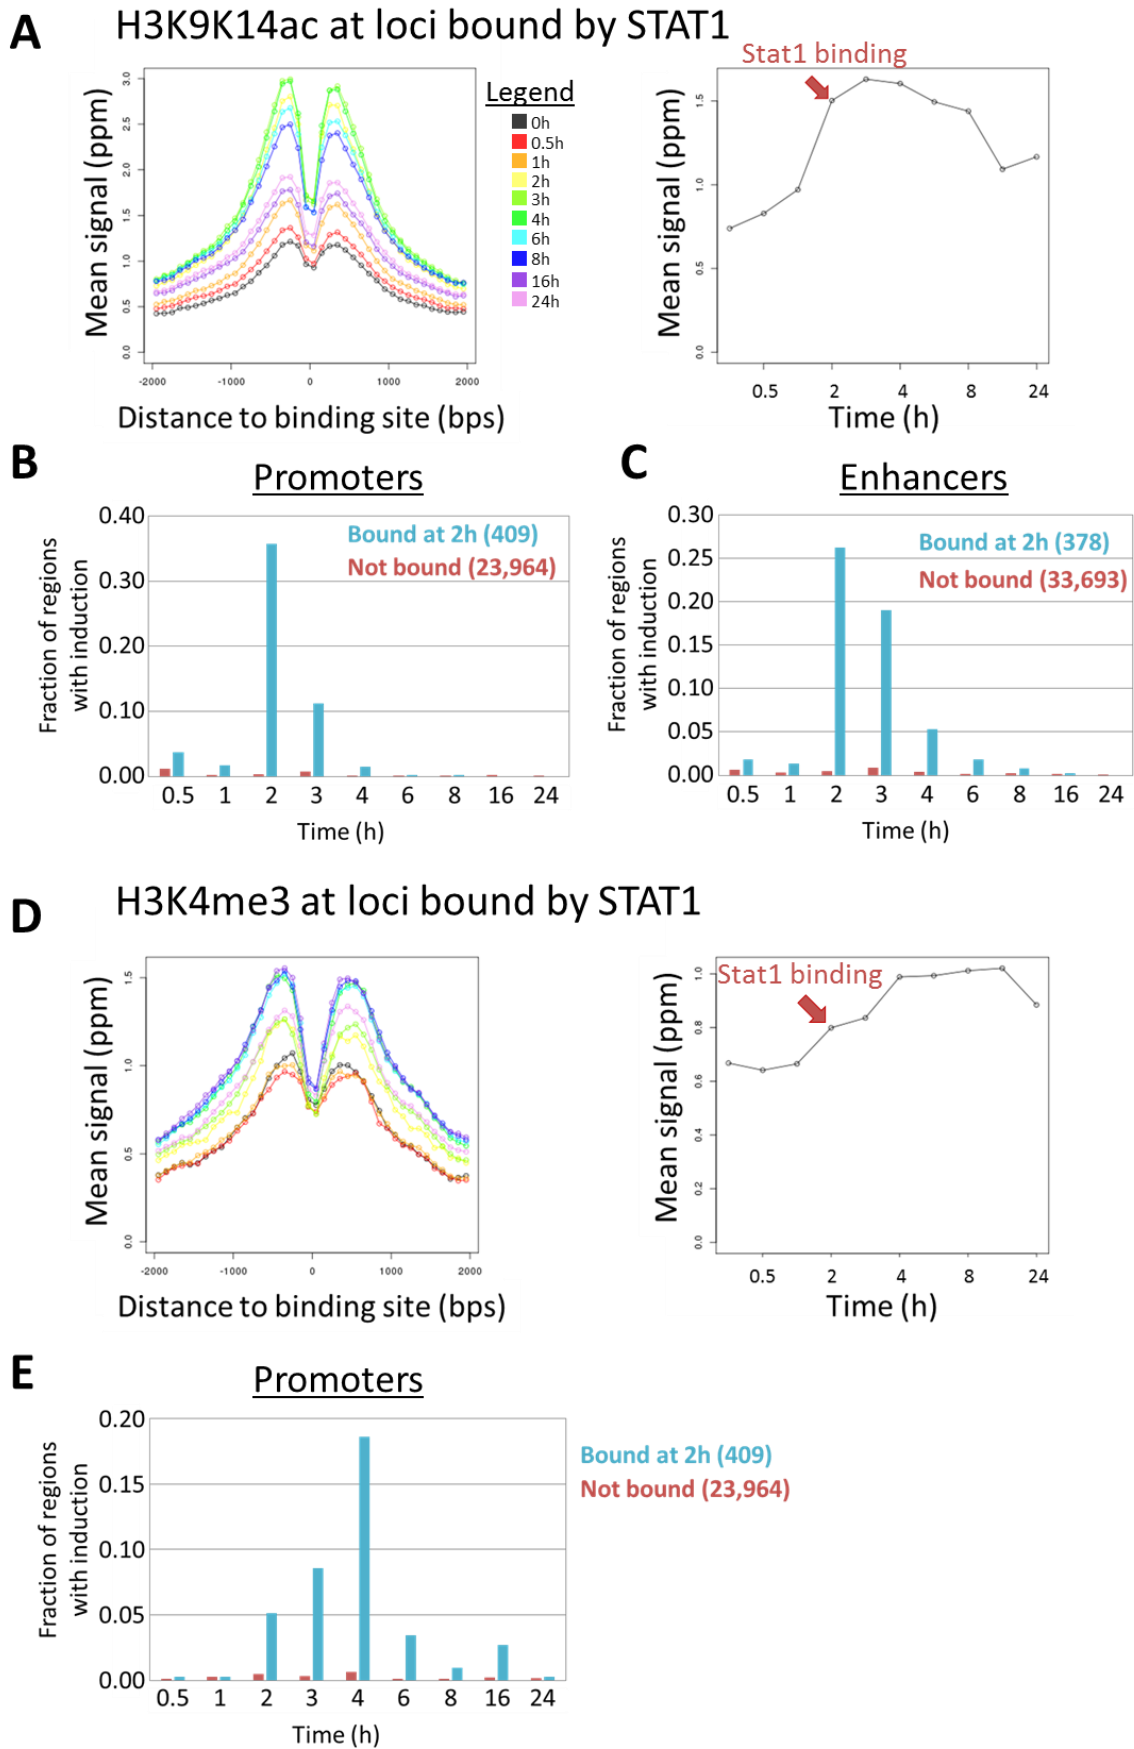 A
H3K9K14ac at loci bound by STAT1
Stat1 binding
Mean signal (ppm)
3.0
2.5
2.0
1.5
1.0
0.5
0.0
-2000
-1000
0
1000
2000
Distance to binding site (bps)
Legend
0h
0.5h
1h
2h
3h
4h
6h
8h
16h
24h
Mean signal (ppm)
1.5
1.0
0.5
0.0
0.5
2
4
8
24
Time (h)
B
Promoters
Fraction of regions
with induction
0.40
0.30
0.20
0.10
0.00
Bound at 2h (409)
Not bound (23,964)
0.5 1 2 3 4 6 8 16 24
Time (h)
C
Enhancers
Fraction of regions
with induction
0.30
0.25
0.20
0.15
0.10
0.05
0.00
Bound at 2h (378)
Not bound (33,693)
0.5 1 2 3 4 6 8 16 24
Time (h)
D
H3K4me3 at loci bound by STAT1
Mean signal (ppm)
1.5
1.0
0.5
0.0
-2000
-1000
0
1000
2000
Distance to binding site (bps)
Stat1 binding
Mean signal (ppm)
1.0
0.8
0.6
0.4
0.2
0.0
0.5
2
4
8
24
Time (h)
E
Promoters
Fraction of regions
with induction
0.20
0.15
0.10
0.05
0.00
Bound at 2h (409)
Not bound (23,964)
0.5 1 2 3 4 6 8 16 24
Time (h)